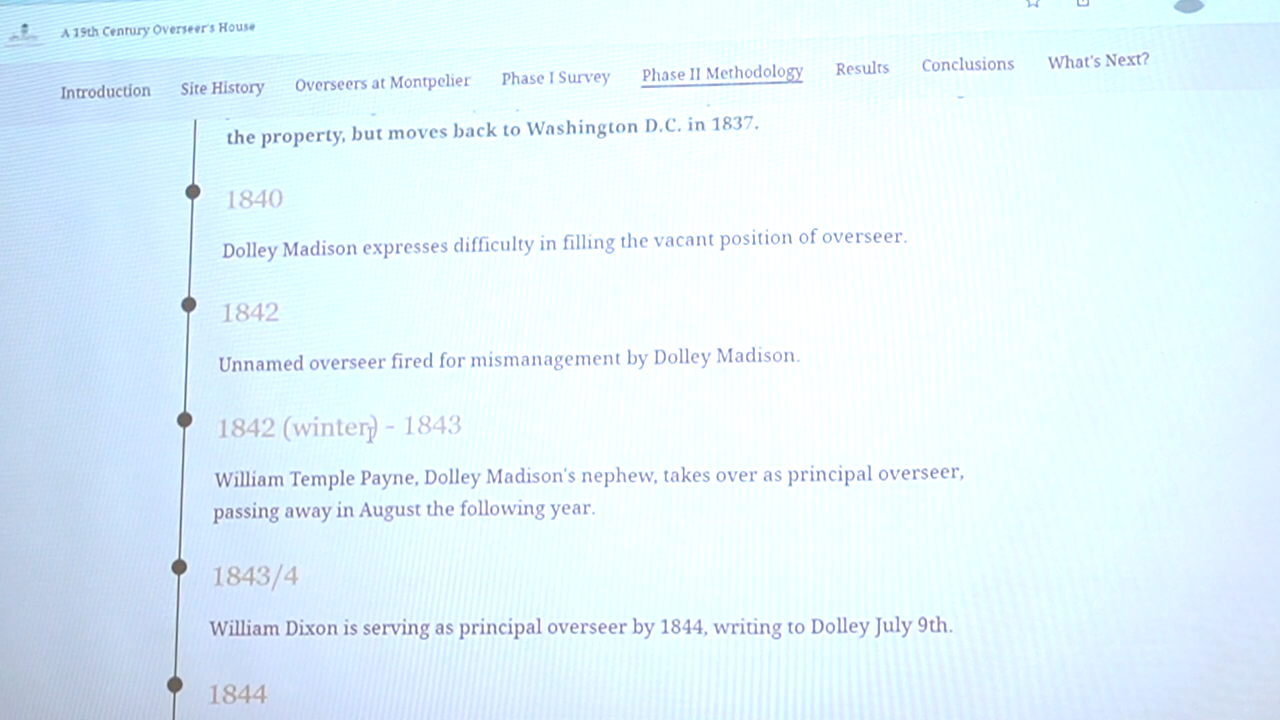 A 19th Century Overseer's House
Introduction
Site History
Overseers at Montpelier
Phase I Survey
Phase II Methodology
Results
Conclusions
What's Next?
the property, but moves back to Washington D.C. in 1837.
1840
Dolley Madison expresses difficulty in filling the vacant position of overseer.
1842
Unnamed overseer fired for mismanagement by Dolley Madison.
1842 (winter) - 1843
William Temple Payne, Dolley Madison's nephew, takes over as principal overseer,
passing away in August the following year.
1843/4
William Dixon is serving as principal overseer by 1844, writing to Dolley July 9th.
1844